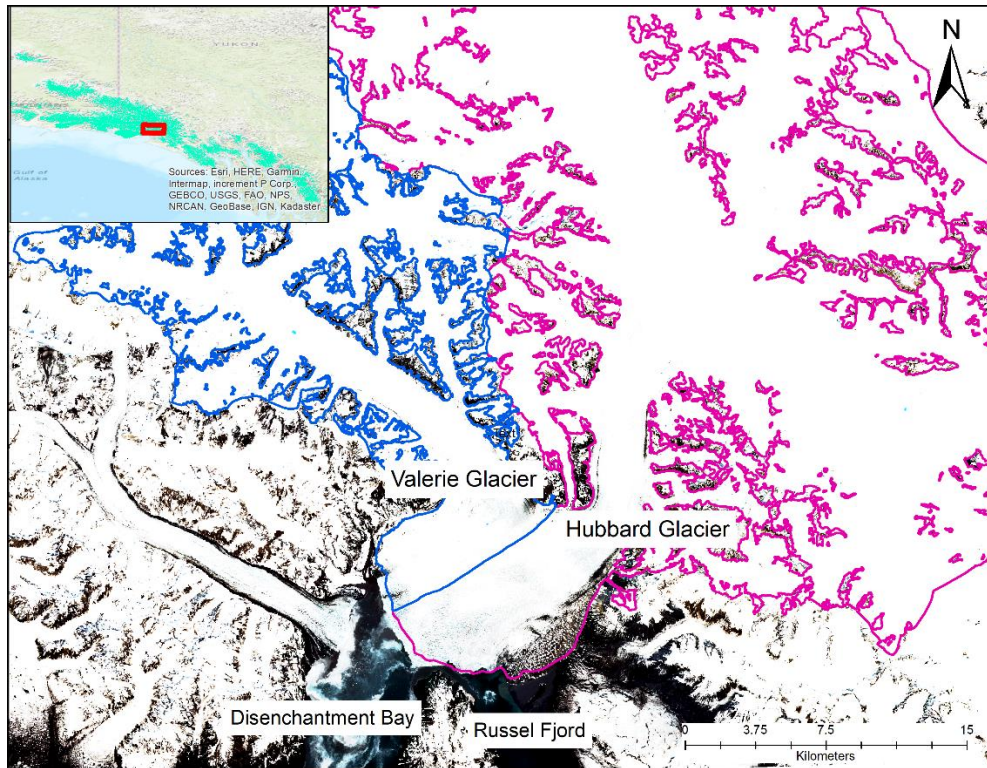 YUKON
Gulf of
Alaska
Sources: Esri, HERE, Garmin,
Intermap, increment P Corp.,
GEBCO, USGS, FAO, NPS,
NRCAN, GeoBase, IGN, Kadaster
N
Valerie Glacier
Hubbard Glacier
Disenchantment Bay
Russel Fjord
0 3.75 7.5 15
Kilometers